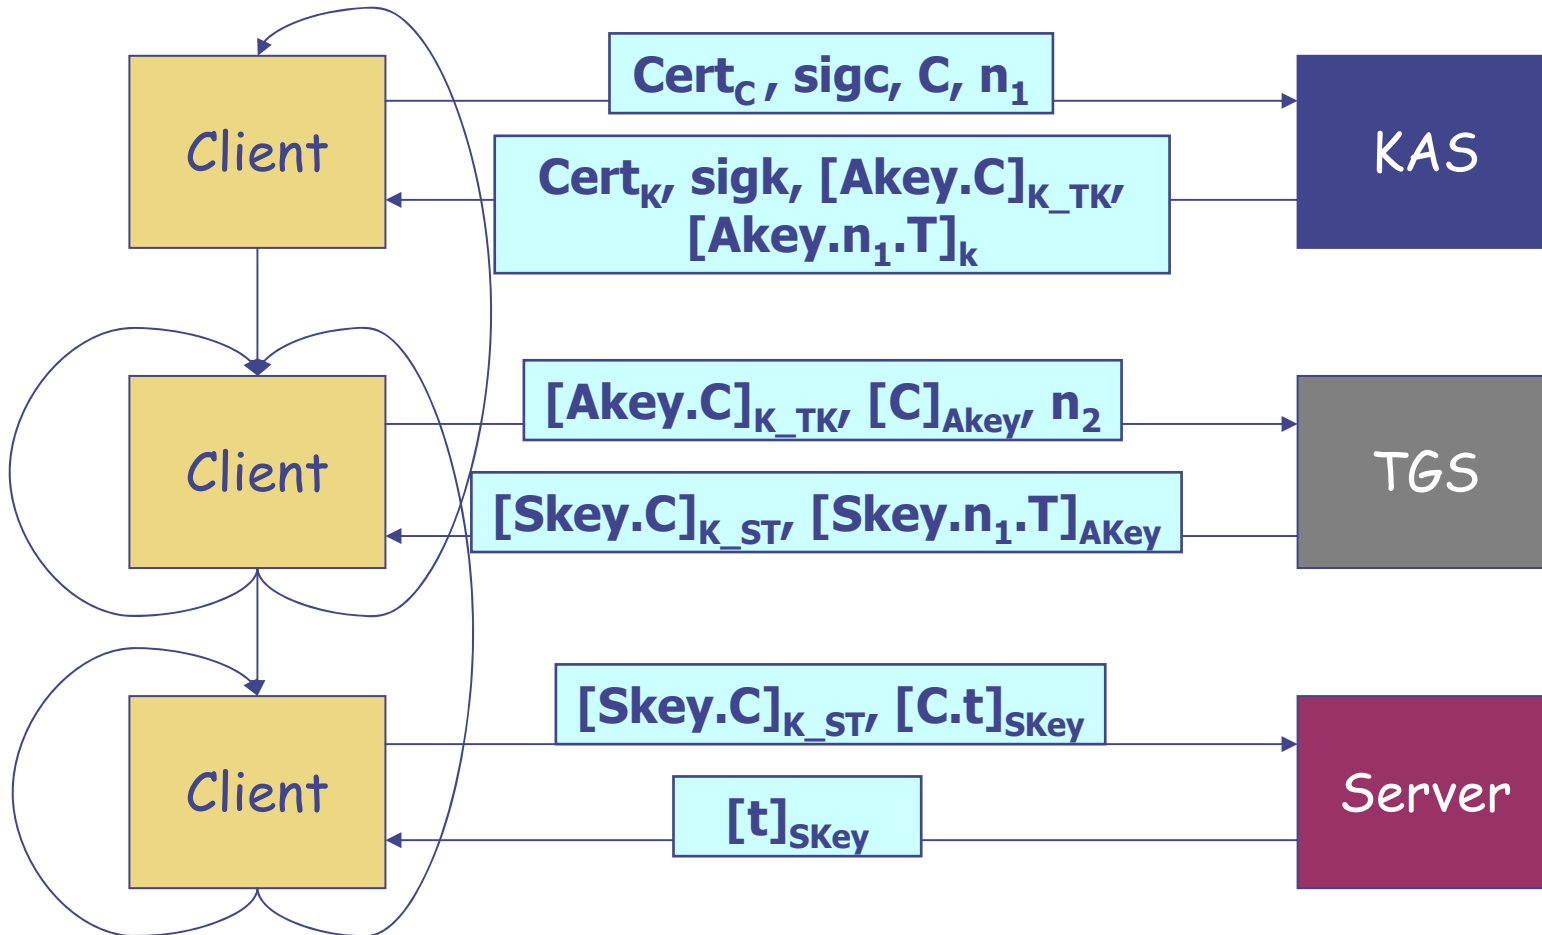 Client
Cert_C, sigc, C, n_1
KAS
Cert_K, sigk, [Akey.C]_K_TK,
[Akey.n_1.T]_k
Client
[Akey.C]_K_TK, [C]_Akey, n_2
TGS
[Skey.C]_K_ST, [Skey.n_1.T]_AKey
Client
[Skey.C]_K_ST, [C.t]_SKey
Server
[t]_SKey